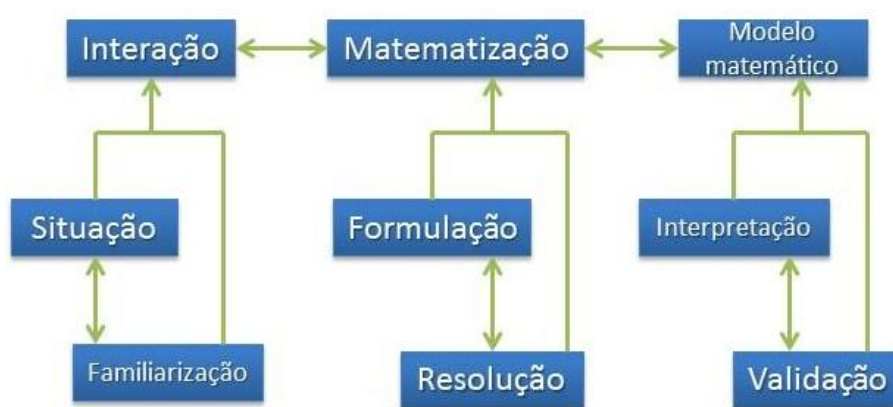 Interação
Matematização
Modelo
matemático
Situação
Formulação
Interpretação
Familiarização
Resolução
Validação